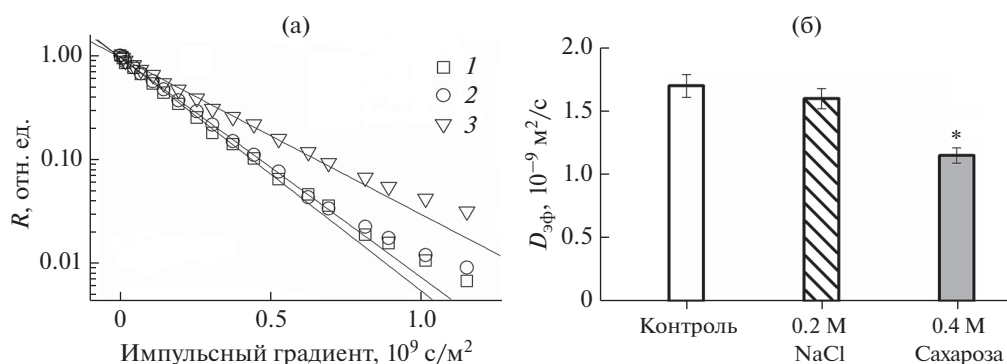 (а)
1.00
0.10
0.01
R, отн. ед.
1
2
3
0
0.5
1.0
Импульсный градиент, 10⁹ с/м²
(б)
2.0
1.5
1.0
0.5
0
Dэф, 10⁻⁹ м²/с
*
Контроль
0.2 М
NaCl
0.4 М
Сахароза